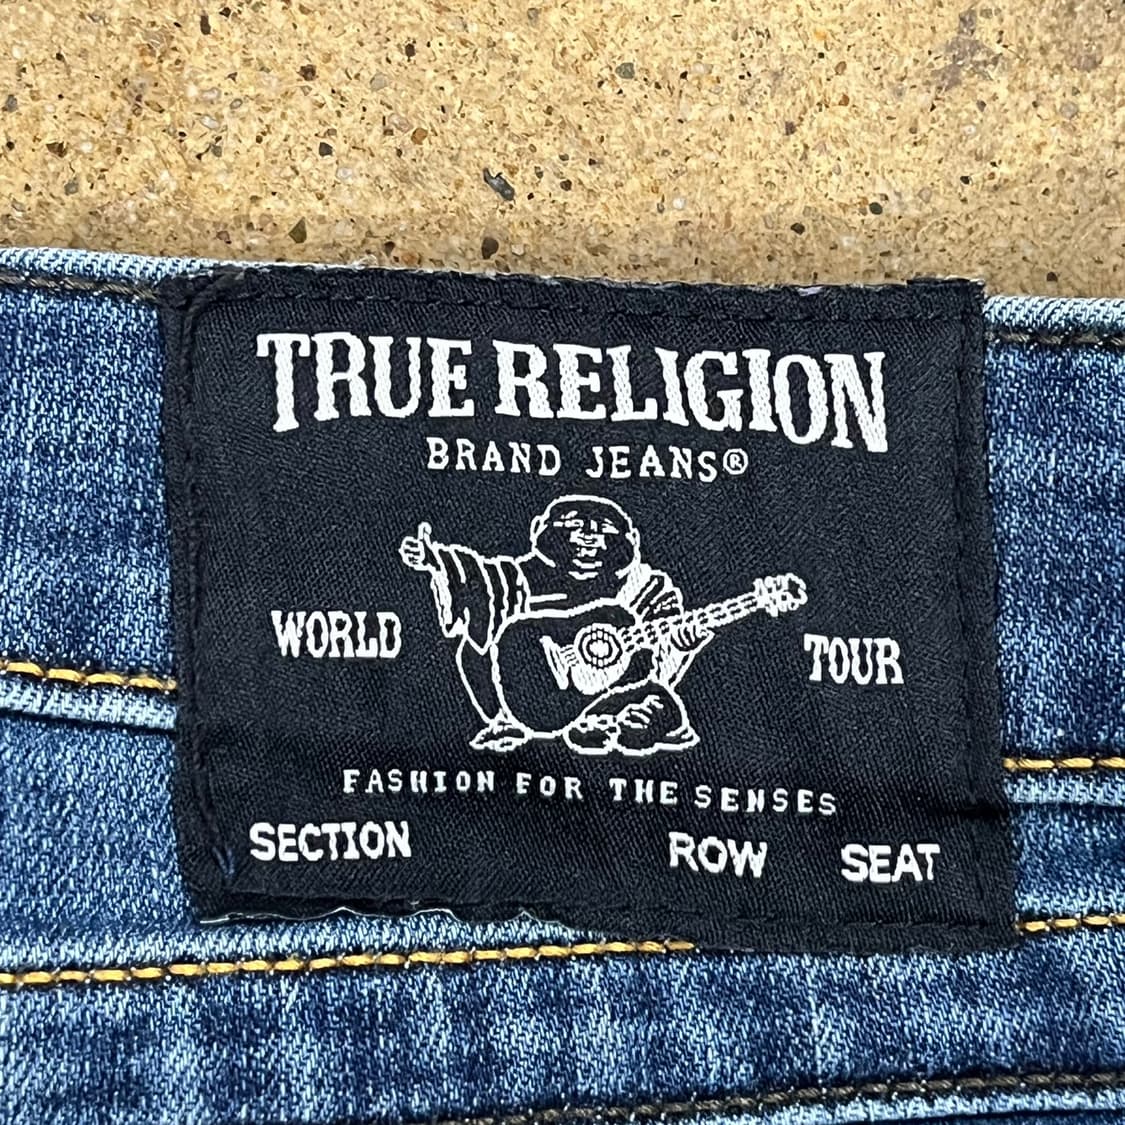 TRUE RELIGION
BRAND JEANS®
WORLD TOUR
FASHION FOR THE SENSES
SECTION ROW SEAT